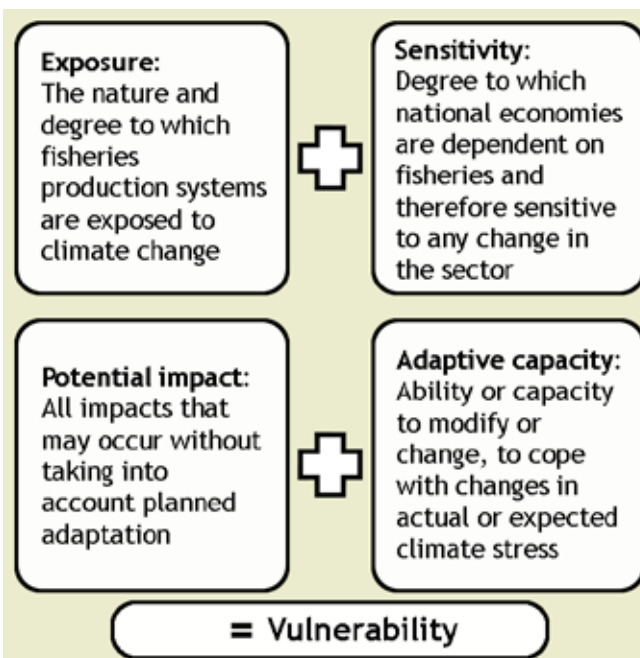 Exposure:
The nature and
degree to which
fisheries
production systems
are exposed to
climate change
Sensitivity:
Degree to which
national economies
are dependent on
fisheries and
therefore sensitive
to any change in
the sector
Potential impact:
All impacts that
may occur without
taking into
account planned
adaptation
Adaptive capacity:
Ability or capacity
to modify or
change, to cope
with changes in
actual or expected
climate stress
= Vulnerability